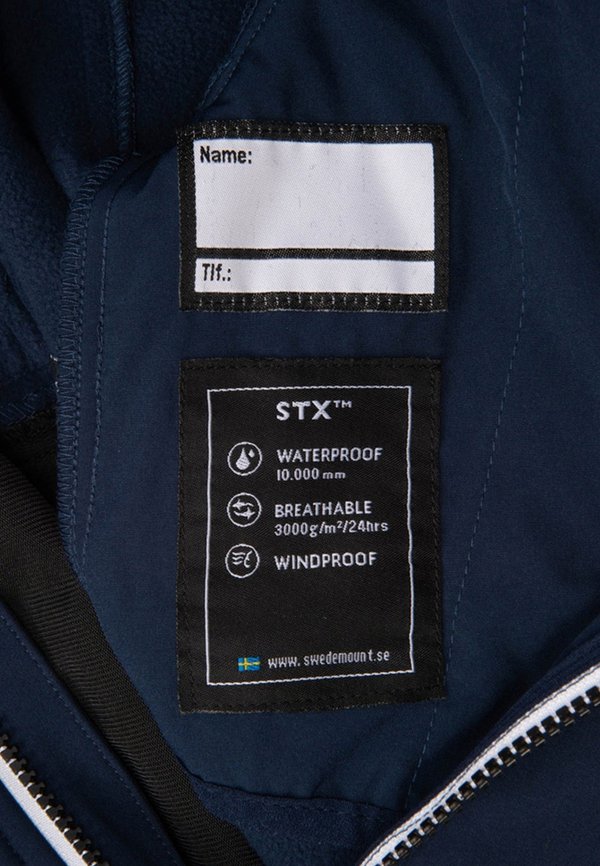 Name:
Tlf.:
STX™
WATERPROOF
10.000 mm
BREATHABLE
3000g/m²/24hrs
WINDPROOF
www.swedemount.se